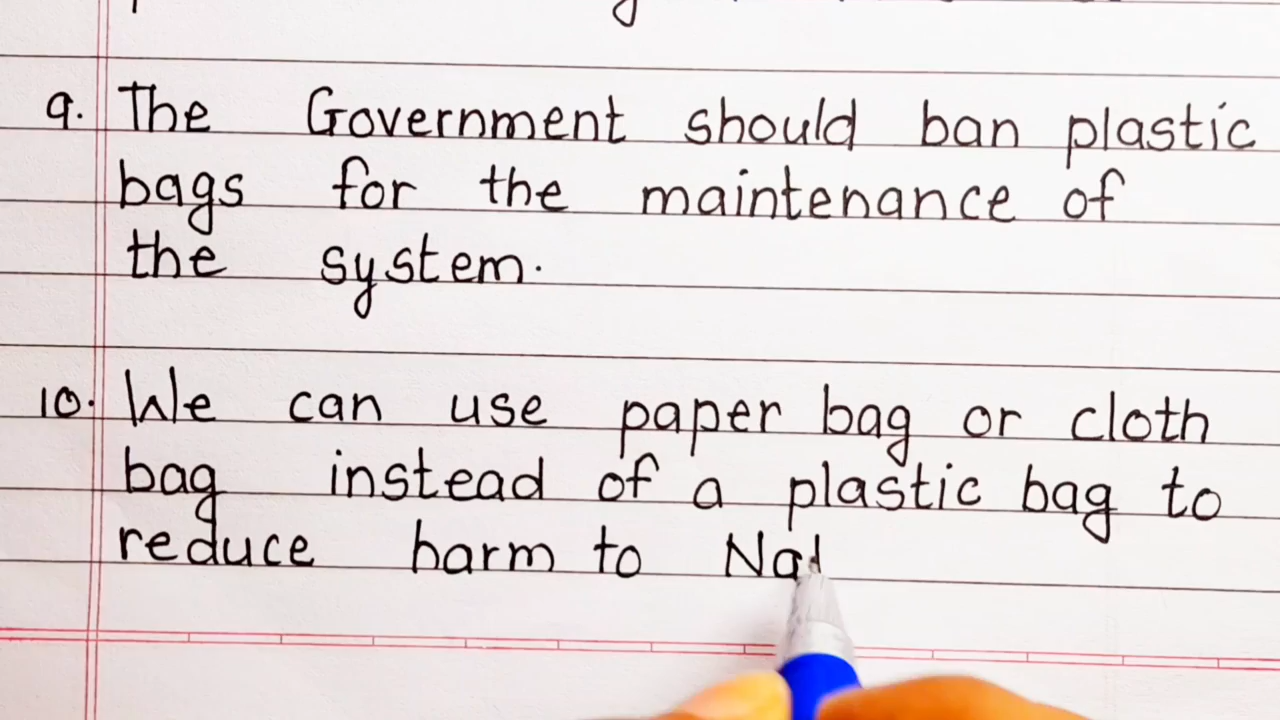 9. The Government should ban plastic
bags for the maintenance of
the system.
10. We can use paper bag or cloth
bag instead of a plastic bag to
reduce harm to